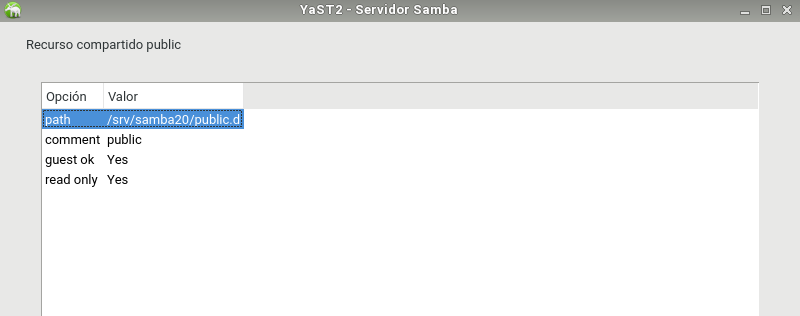 YaST2 - Servidor Samba
Recurso compartido public
Opción Valor
path /srv/samba20/public.d
comment public
guest ok Yes
read only Yes